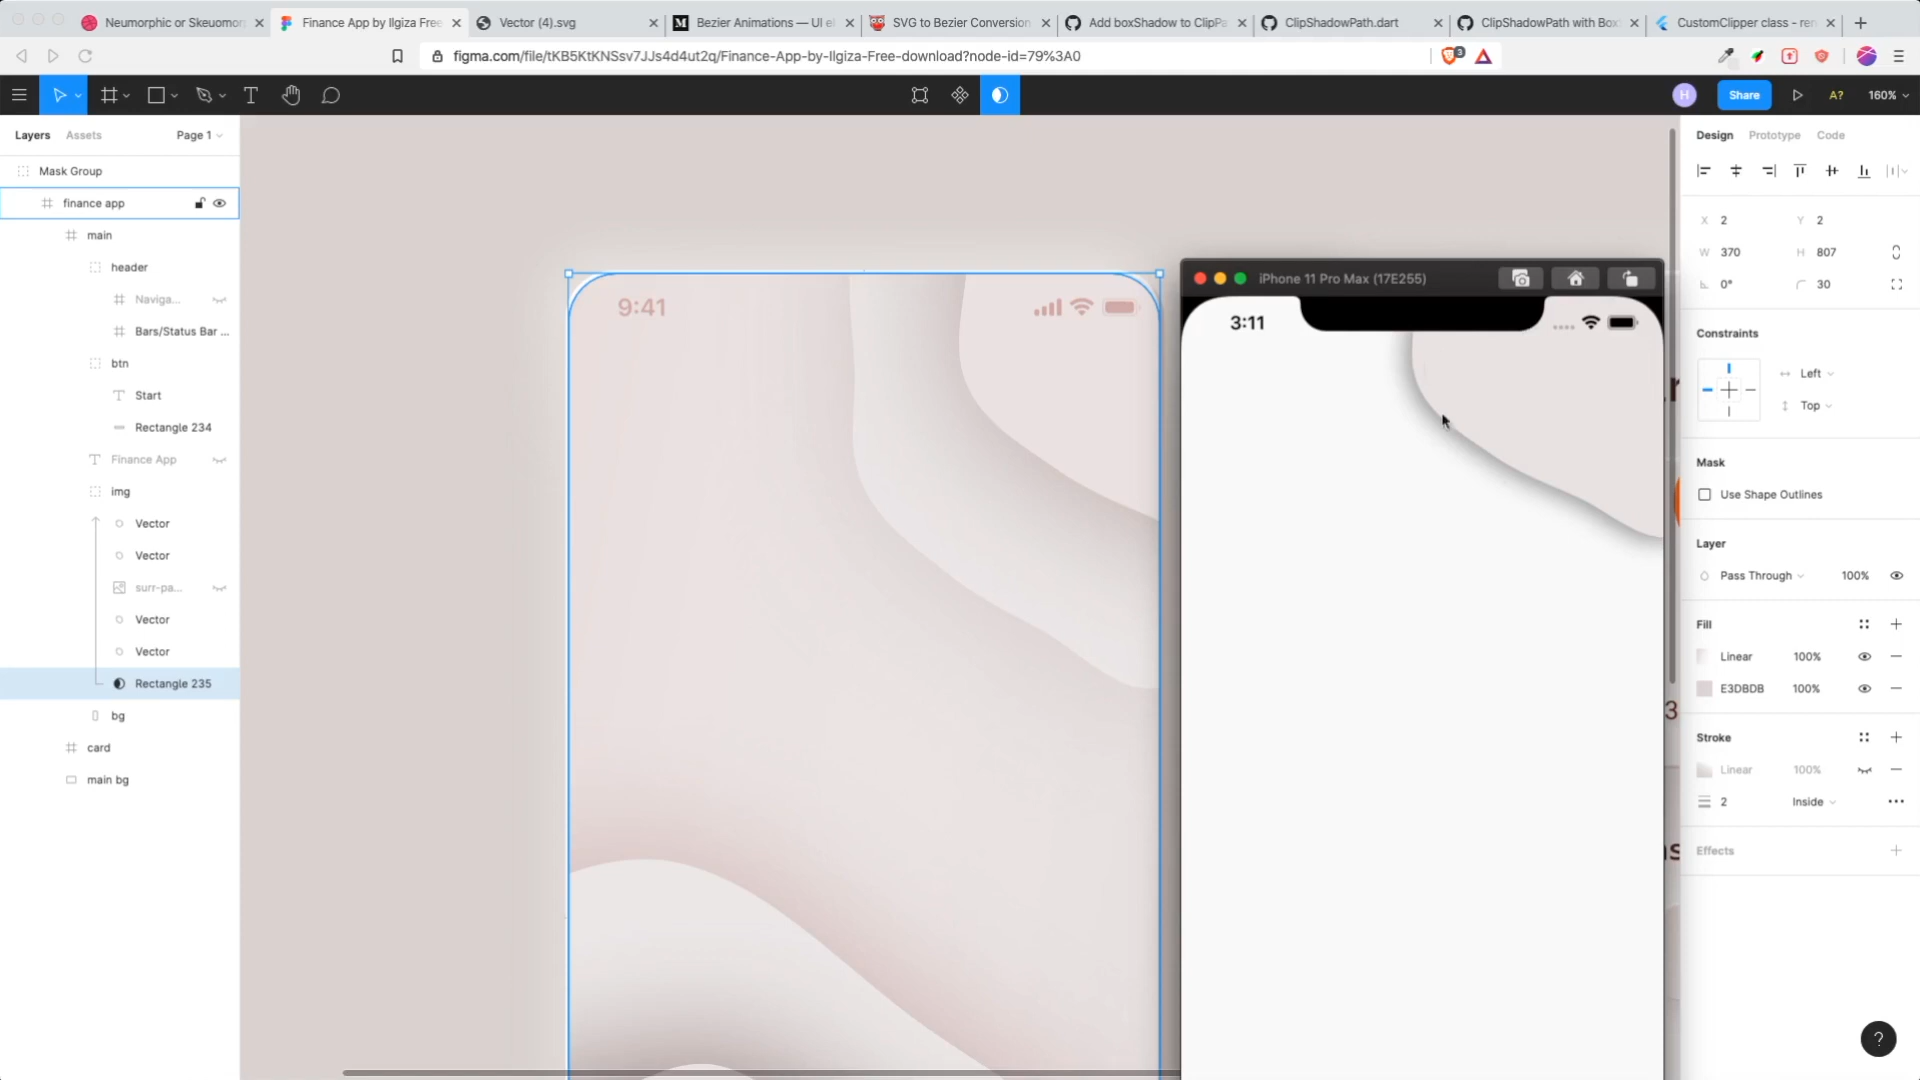 Neumorphic or Skeuomor
Finance App by Ilgiza Free
Vector (4).svg
Bezier Animations — UI el
SVG to Bezier Conversion
Add boxShadow to ClipPa
ClipShadowPath.dart
ClipShadowPath with Box
CustomClipper class - ren
figma.com/file/tKB5KtKNSsv7JJs4d4ut2q/Finance-App-by-Ilgiza-Free-download?node-id=79%3A0
3
H
Share
A?
160%
Layers
Assets
Page 1
Mask Group
finance app
main
header
Naviga...
Bars/Status Bar ...
btn
Start
Rectangle 234
Finance App
img
Vector
Vector
surr-pa...
Vector
Vector
Rectangle 235
bg
card
main bg
9:41
iPhone 11 Pro Max (17E255)
3:11
3
Design
Prototype
Code
X 2
Y 2
W 370
H 807
0°
30
Constraints
Left
Top
Mask
Use Shape Outlines
Layer
Pass Through
100%
Fill
Linear
100%
E3DBDB
100%
Stroke
Linear
100%
2
Inside
Effects
?